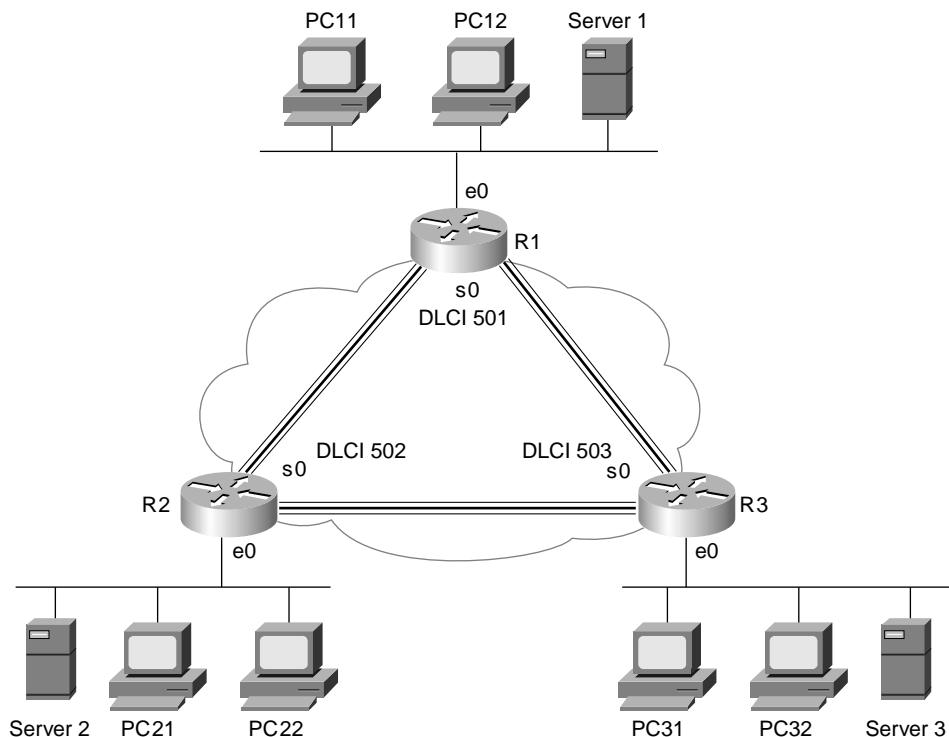 PC11 PC12 Server 1
e0
R1
s0
DLCI 501
DLCI 502 DLCI 503
s0 s0
R2 R3
e0 e0
Server 2 PC21 PC22 PC31 PC32 Server 3